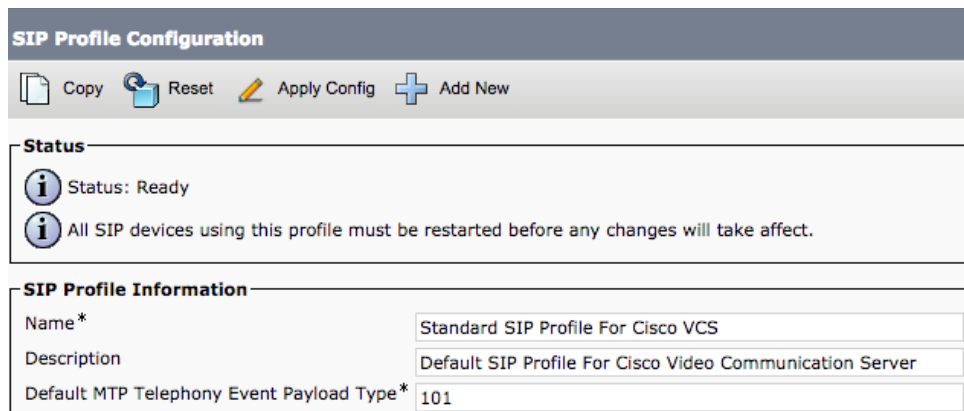 SIP Profile Configuration
Copy Reset Apply Config Add New
Status
Status: Ready
All SIP devices using this profile must be restarted before any changes will take affect.
SIP Profile Information
Name* Standard SIP Profile For Cisco VCS
Description Default SIP Profile For Cisco Video Communication Server
Default MTP Telephony Event Payload Type* 101